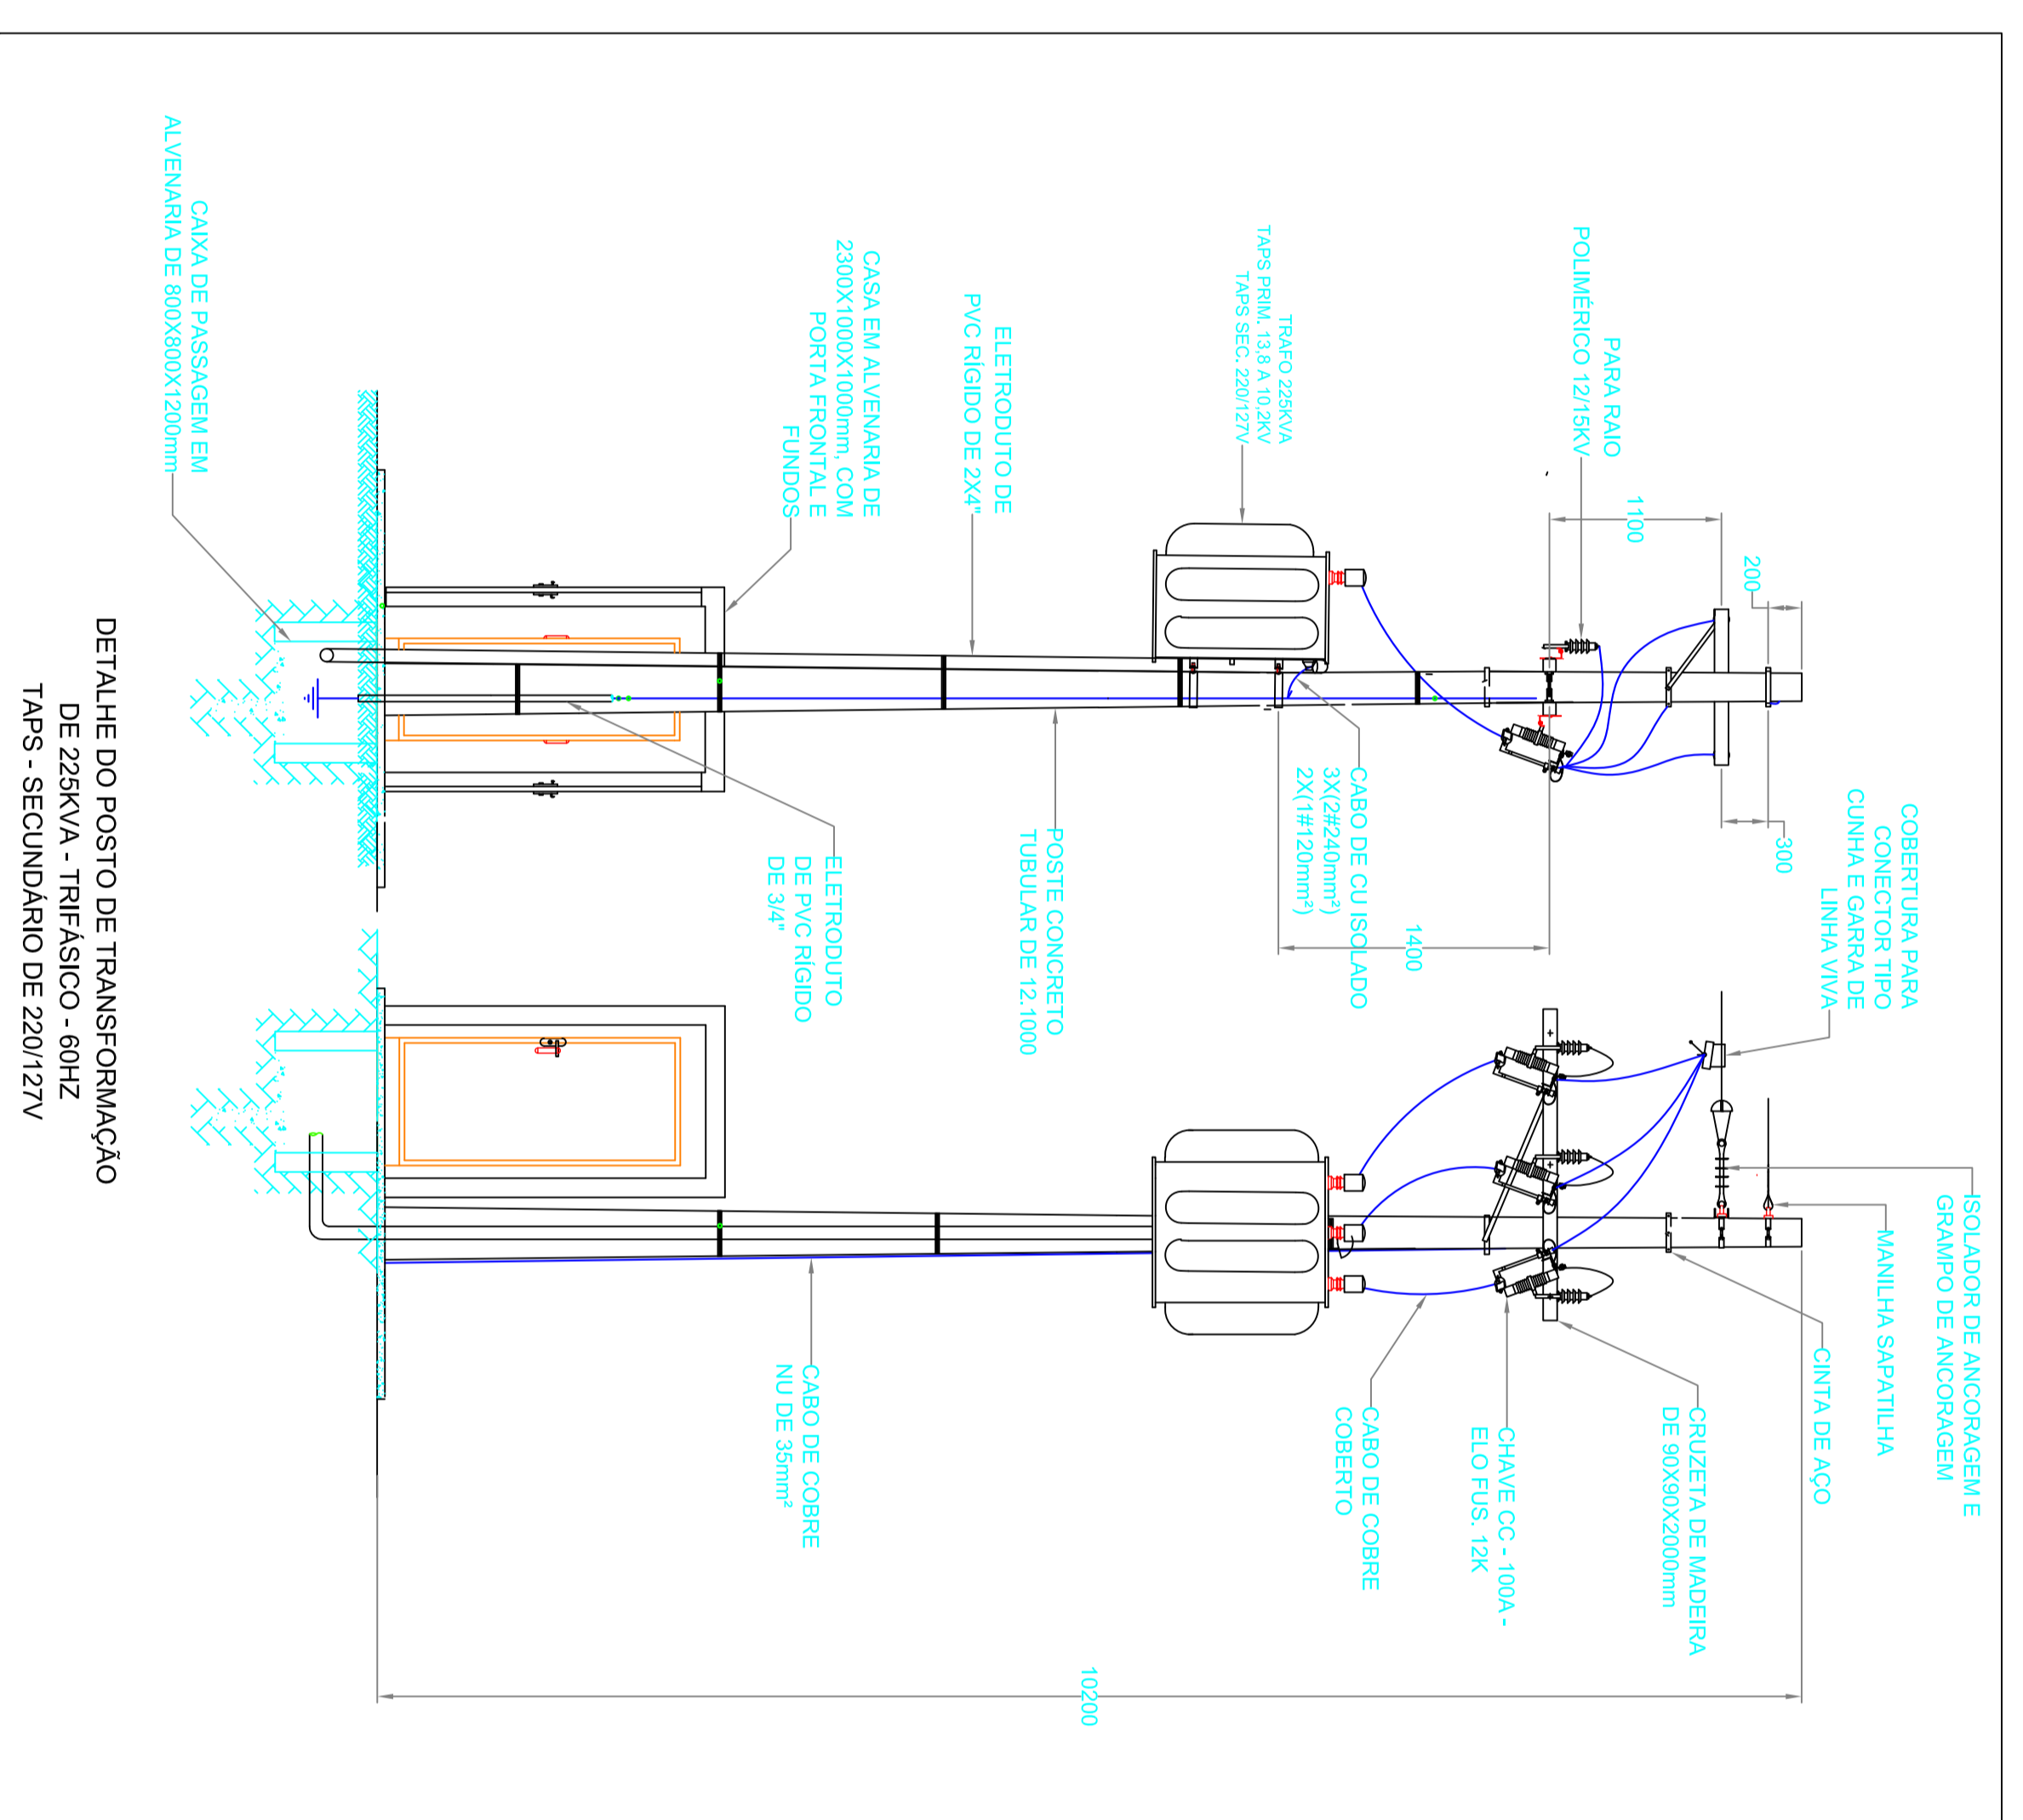 COBERTURA PARA
CONECTOR TIPO
CUNHA E GARRA DE
LINHA VIVA
ISOLADOR DE ANCORAGEM E
GRAMPO DE ANCORAGEM
MANILHA SAPATILHA
CINTA DE AÇO
CRUZETA DE MADEIRA
DE 90X90X2000mm
CHAVE CC - 100A -
ELO FUS. 12K
CABO DE COBRE
COBERTO
CABO DE COBRE
NU DE 35mm²
10200
200
300
1100
1400
PARA RAIO
POLIMÉRICO 12/15KV
TRAFO 225KVA
TAPS PRIM. 13,8 A 10,2KV
TAPS SEC. 220/127V
CABO DE CU ISOLADO
3X(2#240mm²)
2X(1#120mm²)
ELETRODUTO DE
PVC RÍGIDO DE 2X4"
POSTE CONCRETO
TUBULAR DE 12.1000
CASA EM ALVENARIA DE
2300X1000X1000mm, COM
PORTA FRONTAL E
FUNDOS
ELETRODUTO
DE PVC RÍGIDO
DE 3/4"
CAIXA DE PASSAGEM EM
ALVENARIA DE 800X800X1200mm
DETALHE DO POSTO DE TRANSFORMAÇÃO
DE 225KVA - TRIFÁSICO - 60HZ
TAPS - SECUNDÁRIO DE 220/127V